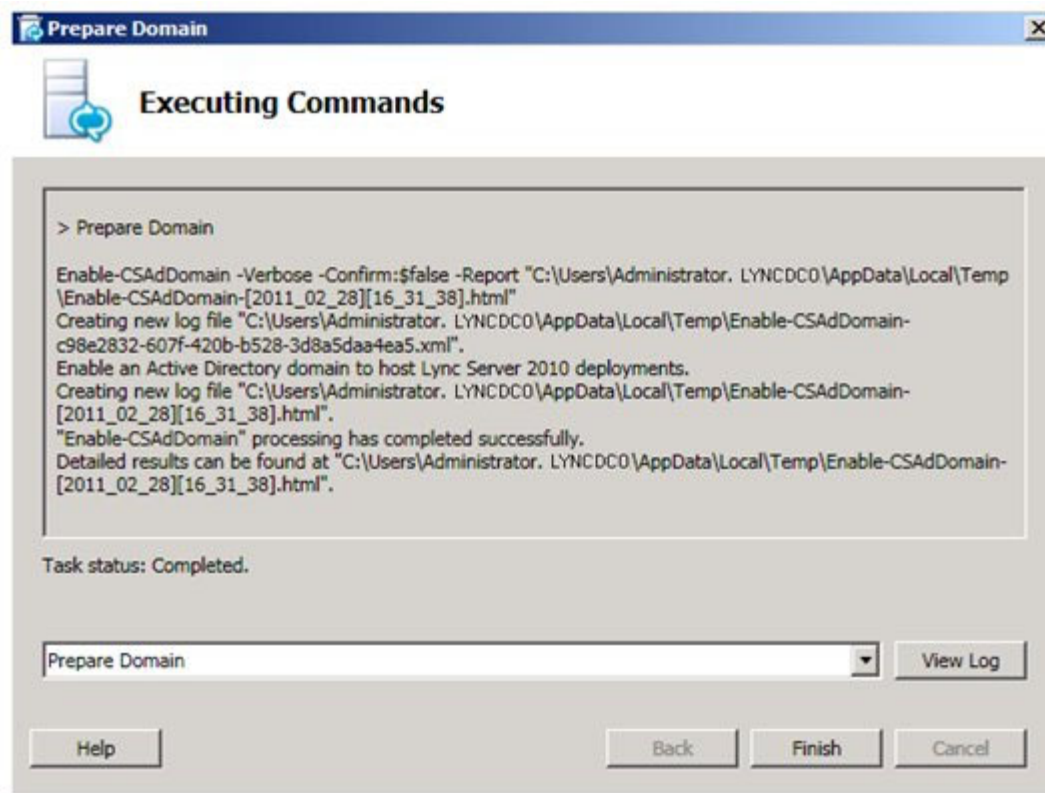 Prepare Domain
Executing Commands
> Prepare Domain
Enable-CSAdDomain -Verbose -Confirm:$false -Report "C:\Users\Administrator. LYNCDC0\AppData\Local\Temp
\Enable-CSAdDomain-[2011_02_28][16_31_38].html"
Creating new log file "C:\Users\Administrator. LYNCDC0\AppData\Local\Temp\Enable-CSAdDomain-
c98e2832-607f-420b-b528-3d8a5daa4ea5.xml".
Enable an Active Directory domain to host Lync Server 2010 deployments.
Creating new log file "C:\Users\Administrator. LYNCDC0\AppData\Local\Temp\Enable-CSAdDomain-
[2011_02_28][16_31_38].html".
"Enable-CSAdDomain" processing has completed successfully.
Detailed results can be found at "C:\Users\Administrator. LYNCDC0\AppData\Local\Temp\Enable-CSAdDomain-
[2011_02_28][16_31_38].html".
Task status: Completed.
Prepare Domain
View Log
Help
Back
Finish
Cancel